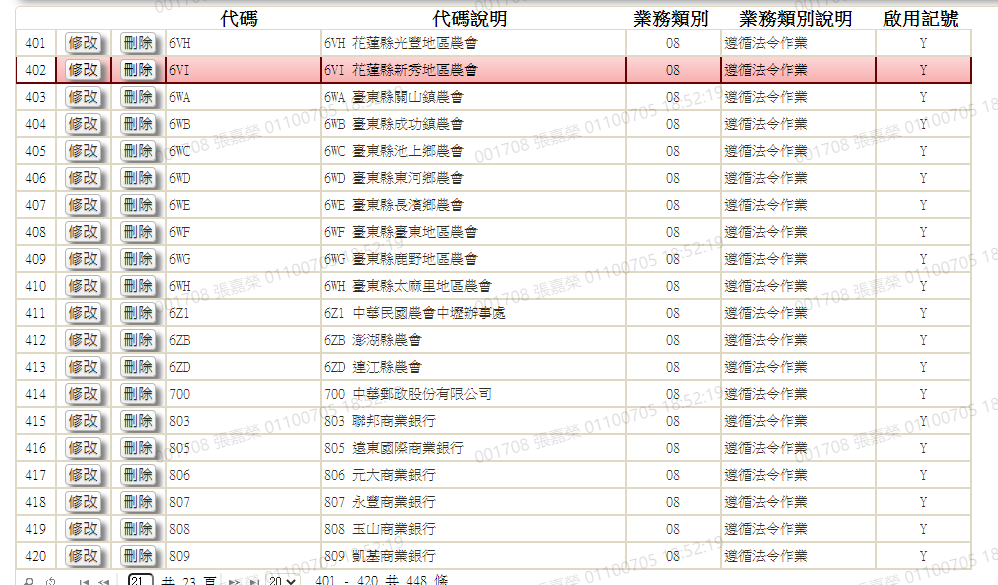 代碼 代碼說明 業務類別 業務類別說明 啟用記號
401 修改 刪除 6VH 6VH 花蓮縣光豐地區農會 08 遵循法令作業 Y
402 修改 刪除 6VI 6VI 花蓮縣新秀地區農會 08 遵循法令作業 Y
403 修改 刪除 6WA 6WA 臺東縣關山鎮農會 08 遵循法令作業 Y
404 修改 刪除 6WB 6WB 臺東縣成功鎮農會 08 遵循法令作業 Y
405 修改 刪除 6WC 6WC 臺東縣池上鄉農會 08 遵循法令作業 Y
406 修改 刪除 6WD 6WD 臺東縣東河鄉農會 08 遵循法令作業 Y
407 修改 刪除 6WE 6WE 臺東縣長濱鄉農會 08 遵循法令作業 Y
408 修改 刪除 6WF 6WF 臺東縣臺東地區農會 08 遵循法令作業 Y
409 修改 刪除 6WG 6WG 臺東縣鹿野地區農會 08 遵循法令作業 Y
410 修改 刪除 6WH 6WH 臺東縣太麻里地區農會 08 遵循法令作業 Y
411 修改 刪除 6Z1 6Z1 中華民國農會中壢辦事處 08 遵循法令作業 Y
412 修改 刪除 6ZB 6ZB 澎湖縣農會 08 遵循法令作業 Y
413 修改 刪除 6ZD 6ZD 連江縣農會 08 遵循法令作業 Y
414 修改 刪除 700 700 中華郵政股份有限公司 08 遵循法令作業 Y
415 修改 刪除 803 803 聯邦商業銀行 08 遵循法令作業 Y
416 修改 刪除 805 805 遠東國際商業銀行 08 遵循法令作業 Y
417 修改 刪除 806 806 元大商業銀行 08 遵循法令作業 Y
418 修改 刪除 807 807 永豐商業銀行 08 遵循法令作業 Y
419 修改 刪除 808 808 玉山商業銀行 08 遵循法令作業 Y
420 修改 刪除 809 809 凱基商業銀行 08 遵循法令作業 Y
21 共 23 頁 20 401 - 420 共 448 條
001708 張嘉榮 01100705 18:52:19